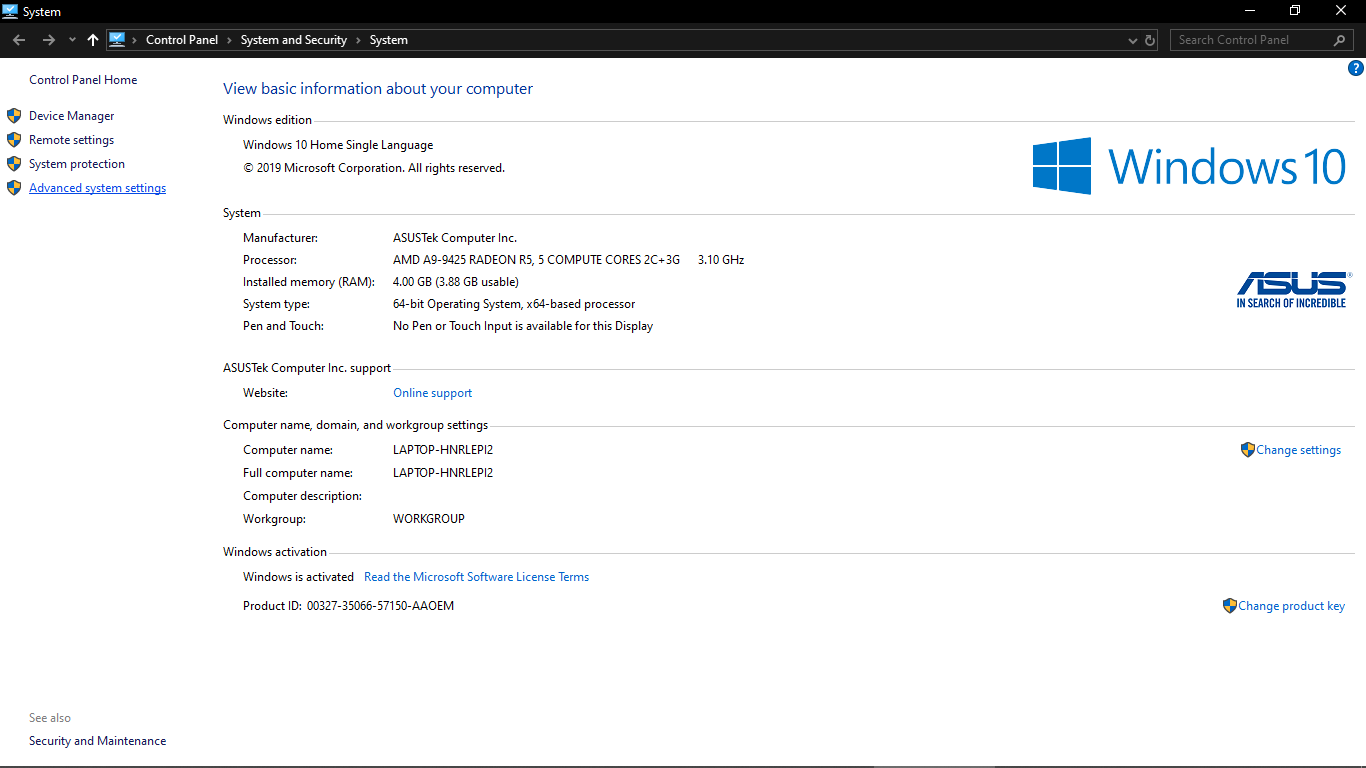 System
Control Panel > System and Security > System
Search Control Panel
?
Control Panel Home
Device Manager
Remote settings
System protection
Advanced system settings
View basic information about your computer
Windows edition
Windows 10 Home Single Language
© 2019 Microsoft Corporation. All rights reserved.
Windows 10
System
Manufacturer: ASUSTek Computer Inc.
Processor: AMD A9-9425 RADEON R5, 5 COMPUTE CORES 2C+3G 3.10 GHz
Installed memory (RAM): 4.00 GB (3.88 GB usable)
System type: 64-bit Operating System, x64-based processor
Pen and Touch: No Pen or Touch Input is available for this Display
ASUS®
IN SEARCH OF INCREDIBLE
ASUSTek Computer Inc. support
Website: Online support
Computer name, domain, and workgroup settings
Computer name: LAPTOP-HNRLEPI2
Change settings
Full computer name: LAPTOP-HNRLEPI2
Computer description:
Workgroup: WORKGROUP
Windows activation
Windows is activated Read the Microsoft Software License Terms
Product ID: 00327-35066-57150-AAOEM
Change product key
See also
Security and Maintenance